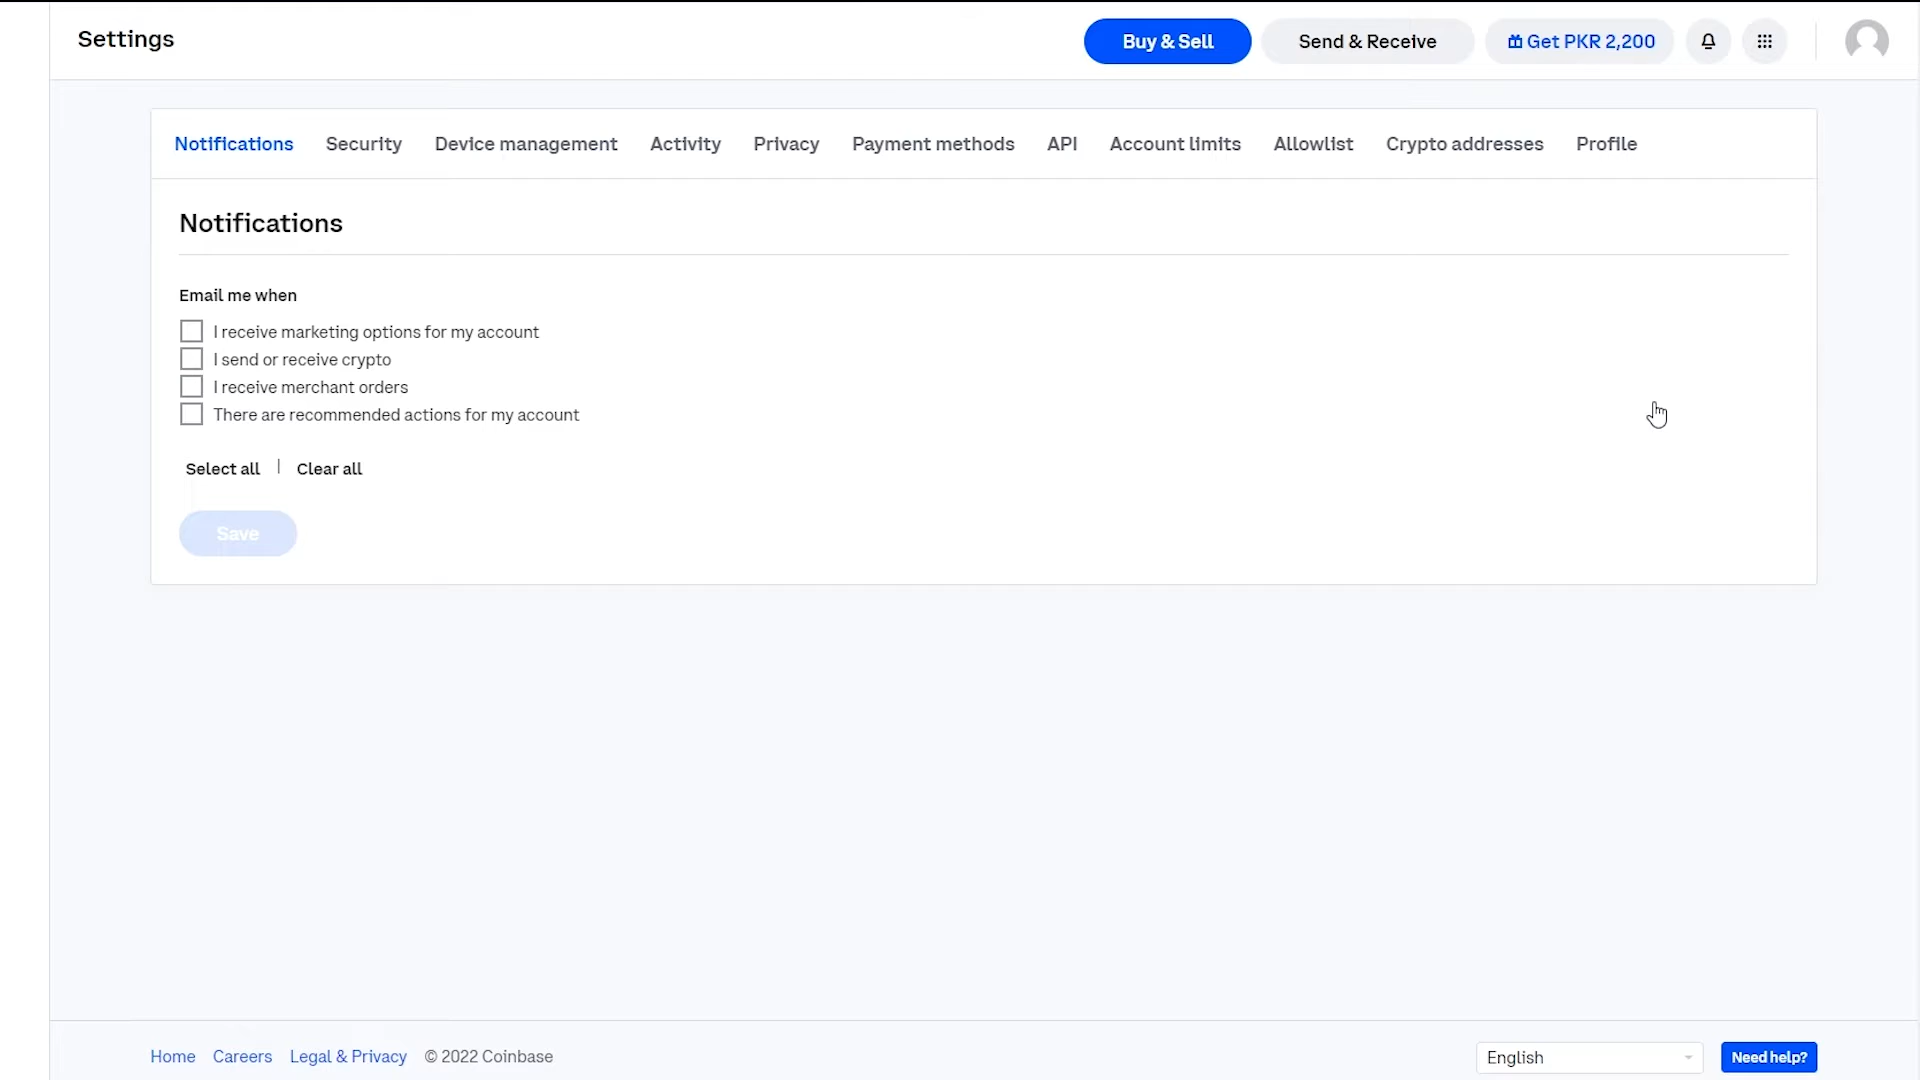 Settings
Buy & Sell
Send & Receive
Get PKR 2,200
Notifications Security Device management Activity Privacy Payment methods API Account limits Allowlist Crypto addresses Profile
Notifications
Email me when
I receive marketing options for my account
I send or receive crypto
I receive merchant orders
There are recommended actions for my account
Select all | Clear all
Save
Home Careers Legal & Privacy © 2022 Coinbase
English
Need help?